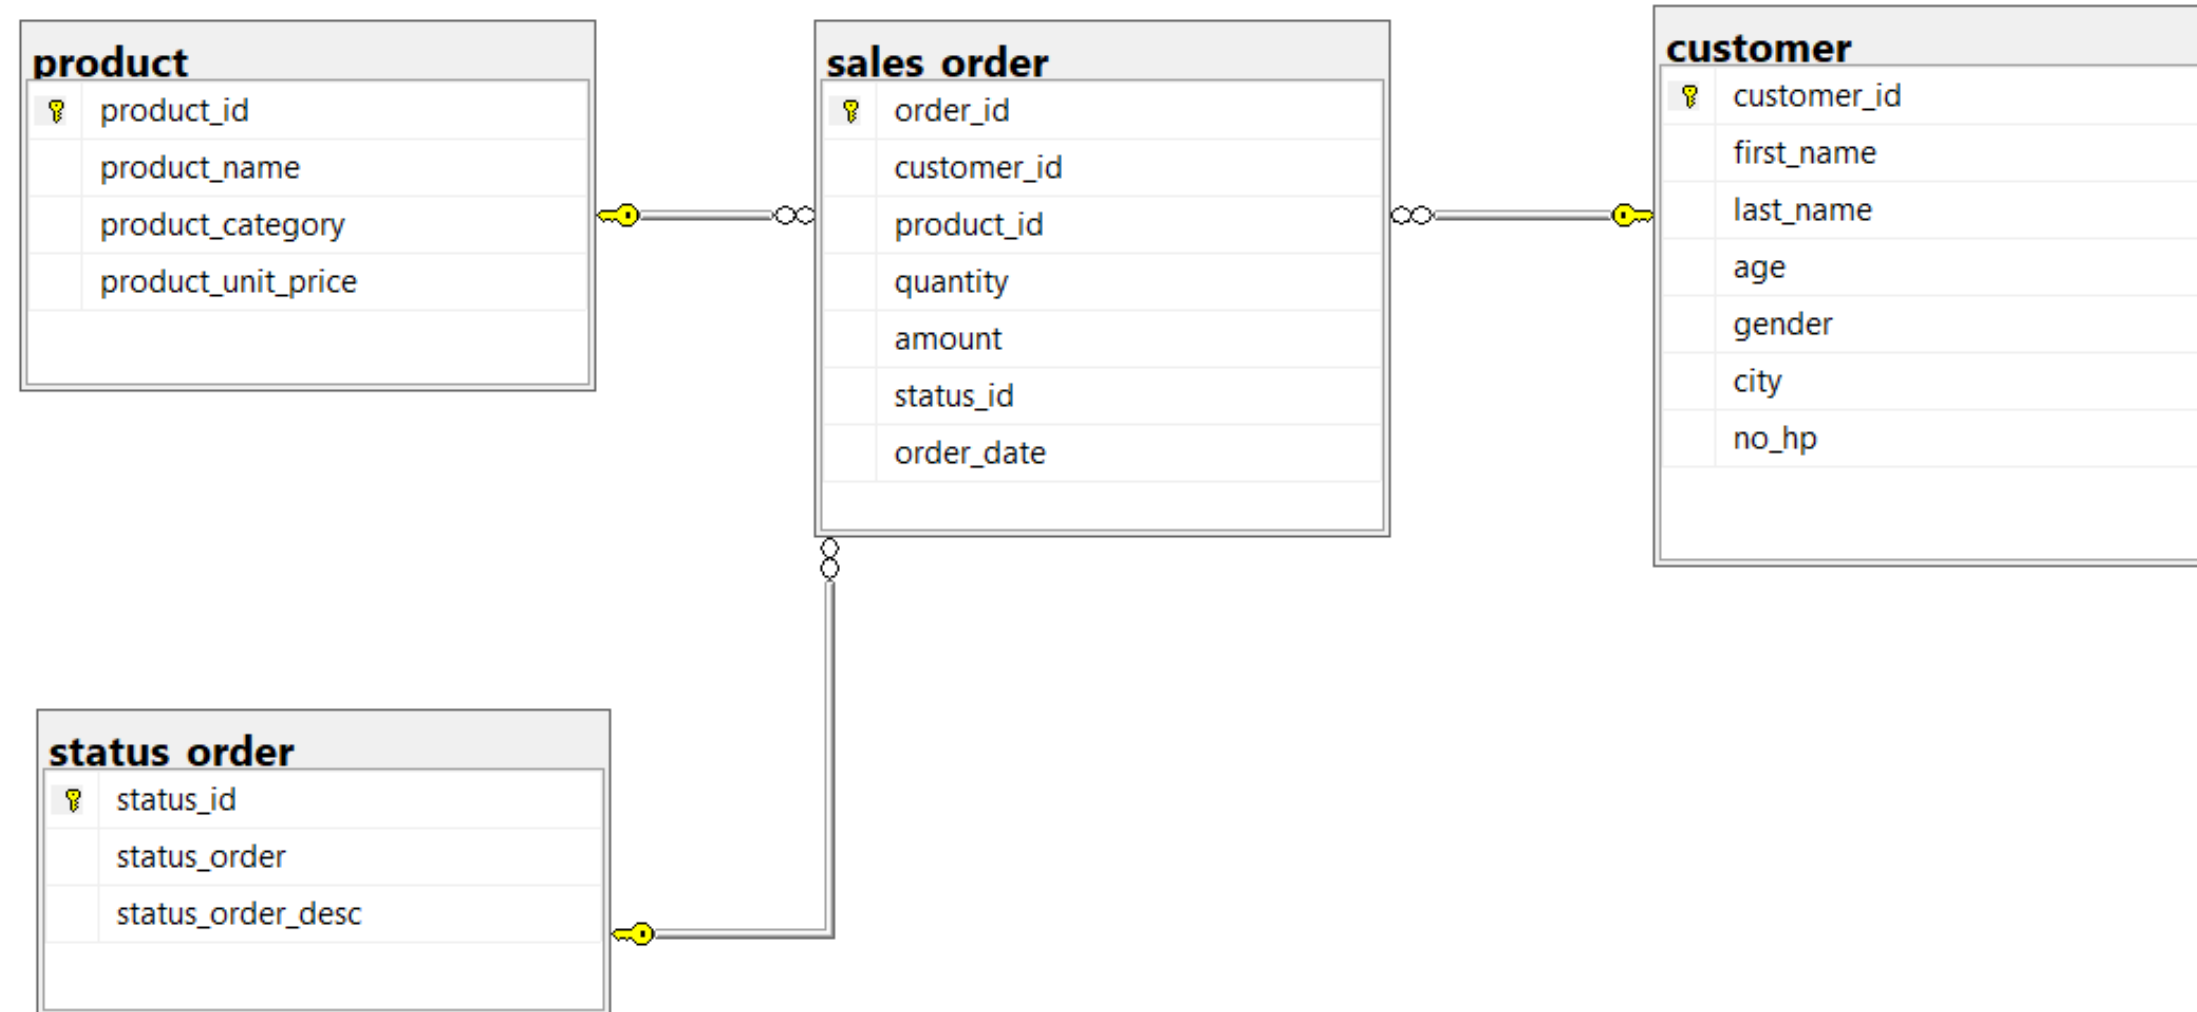 product
product_id
product_name
product_category
product_unit_price
sales_order
order_id
customer_id
product_id
quantity
amount
status_id
order_date
customer
customer_id
first_name
last_name
age
gender
city
no_hp
status_order
status_id
status_order
status_order_desc